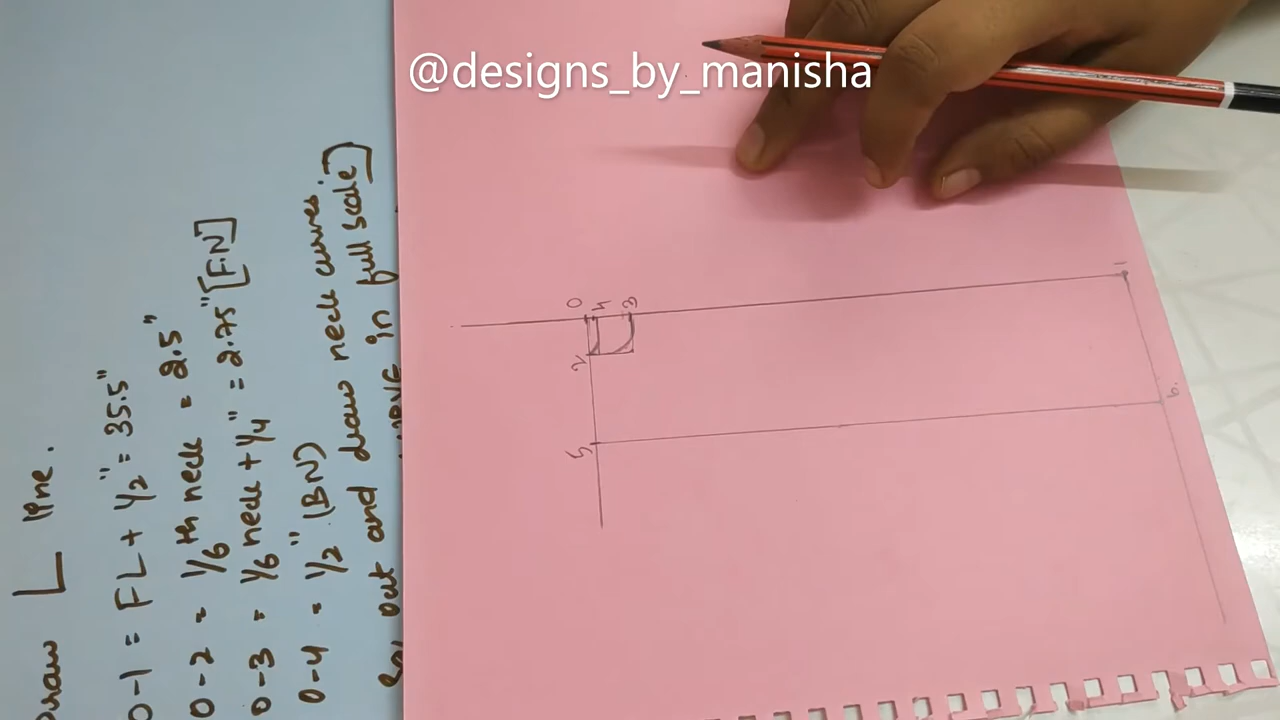 @designs_by_manisha
Draw L line.
0-1 = FL + 1/2" = 35.5"
0-2 = 1/6th neck = 2.5"
0-3 = 1/6 neck + 1/4" = 2.75" [F.N]
0-4 = 1/2" (BN)
out and draw neck curves.
in full scale]
0
4
3
1
2
5
6.